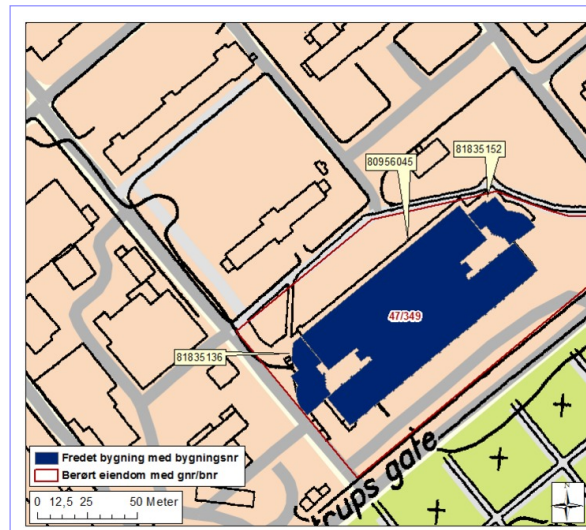 81835152
80956045
47/349
81835136
trups gate
Fredet bygning med bygningsnr
Berørt eiendom med gnr/bnr
0 12,5 25 50 Meter